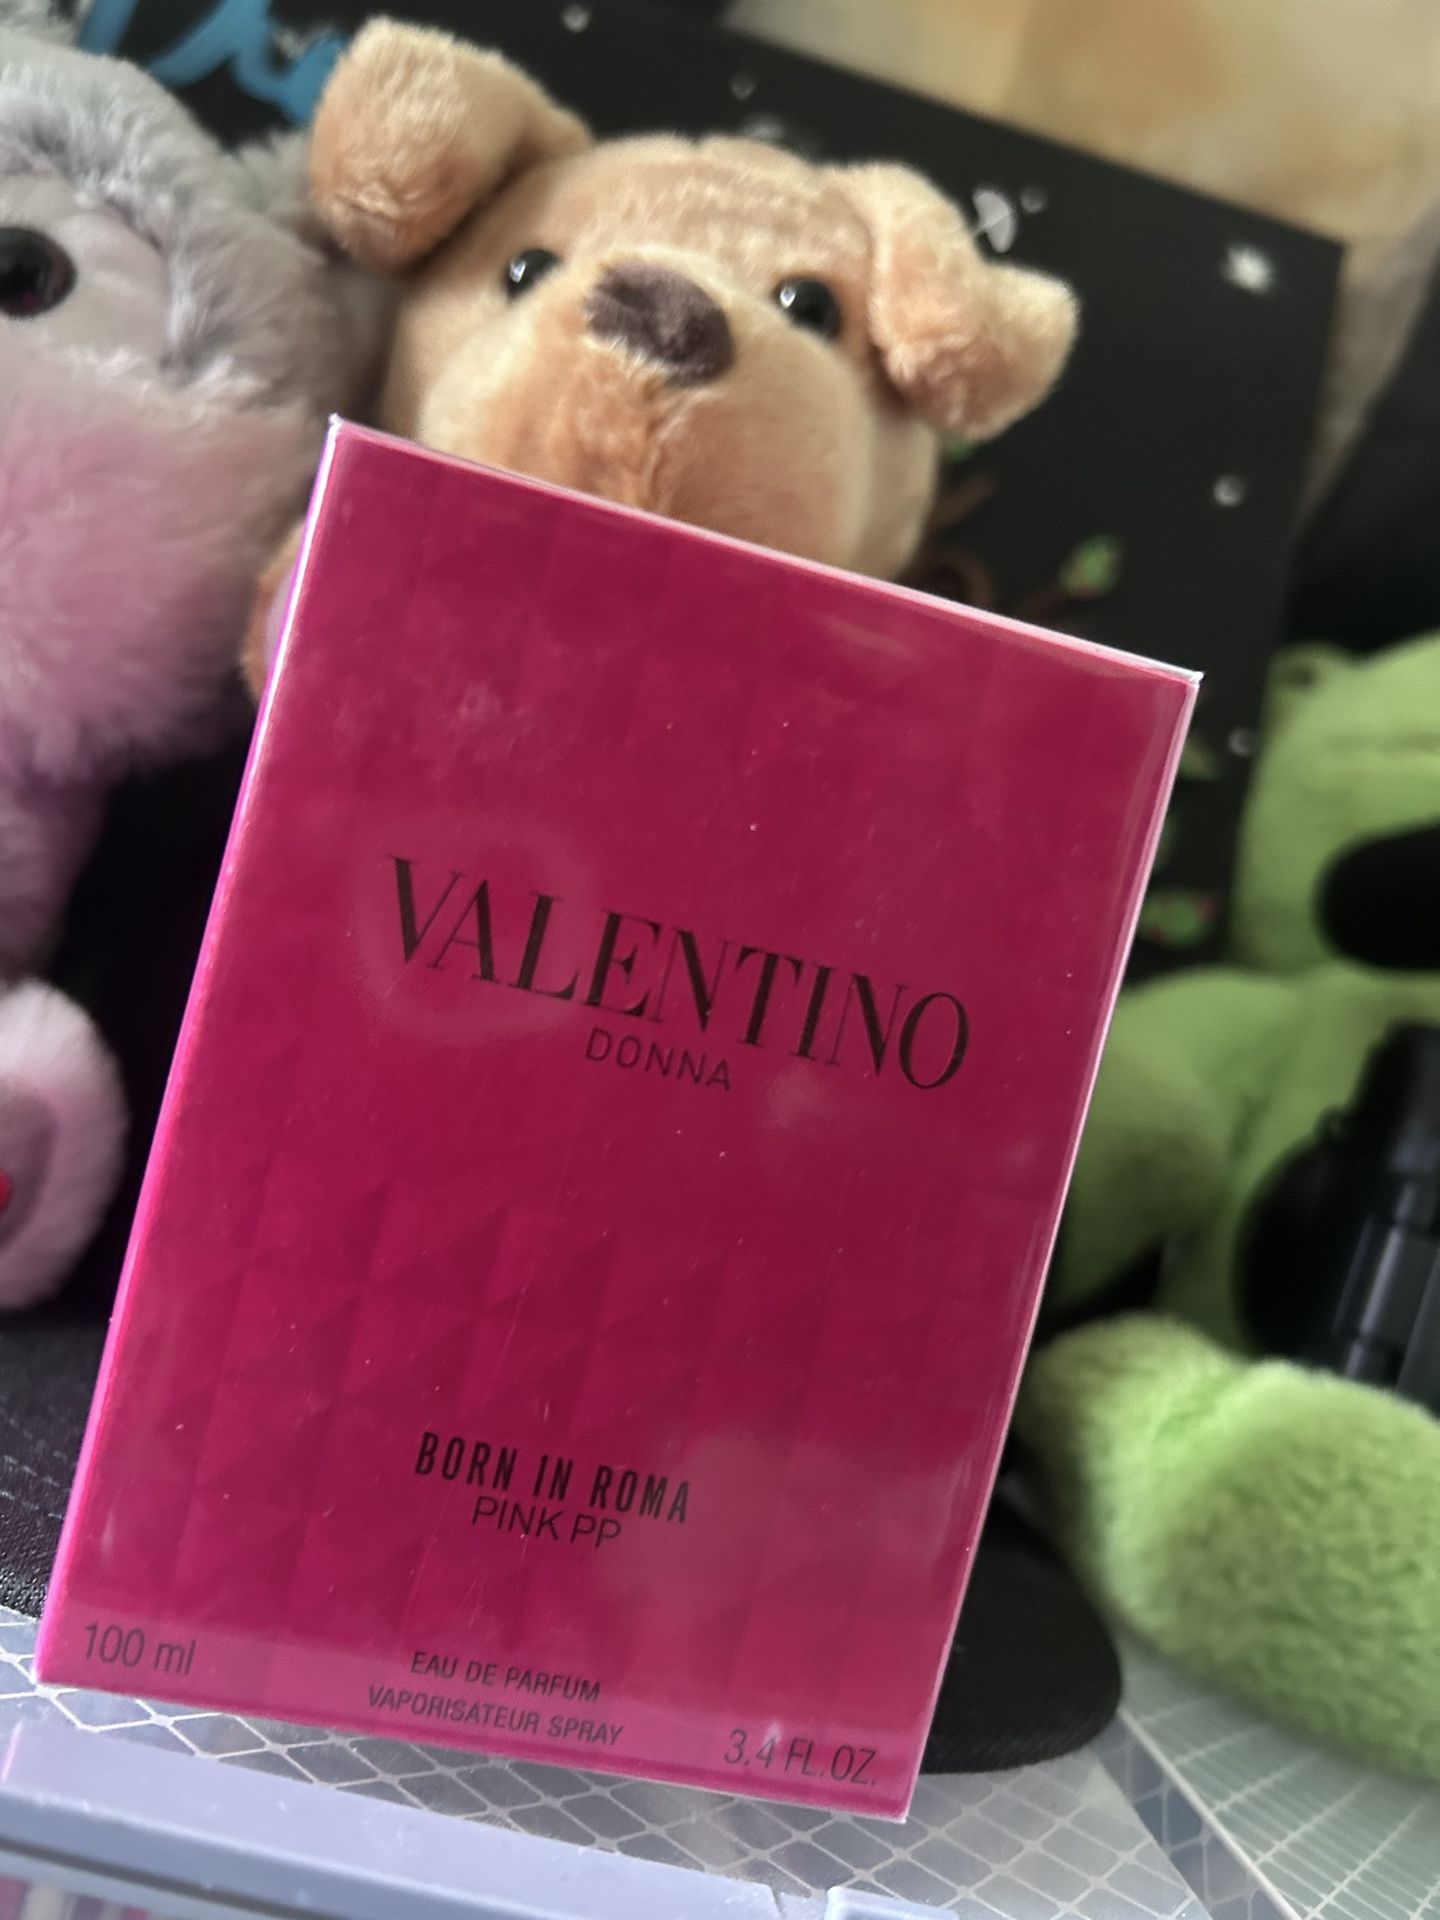 VALENTINO
DONNA
BORN IN ROMA
PINK PP
100 ml
EAU DE PARFUM
VAPORISATEUR SPRAY
3.4 FL.OZ.